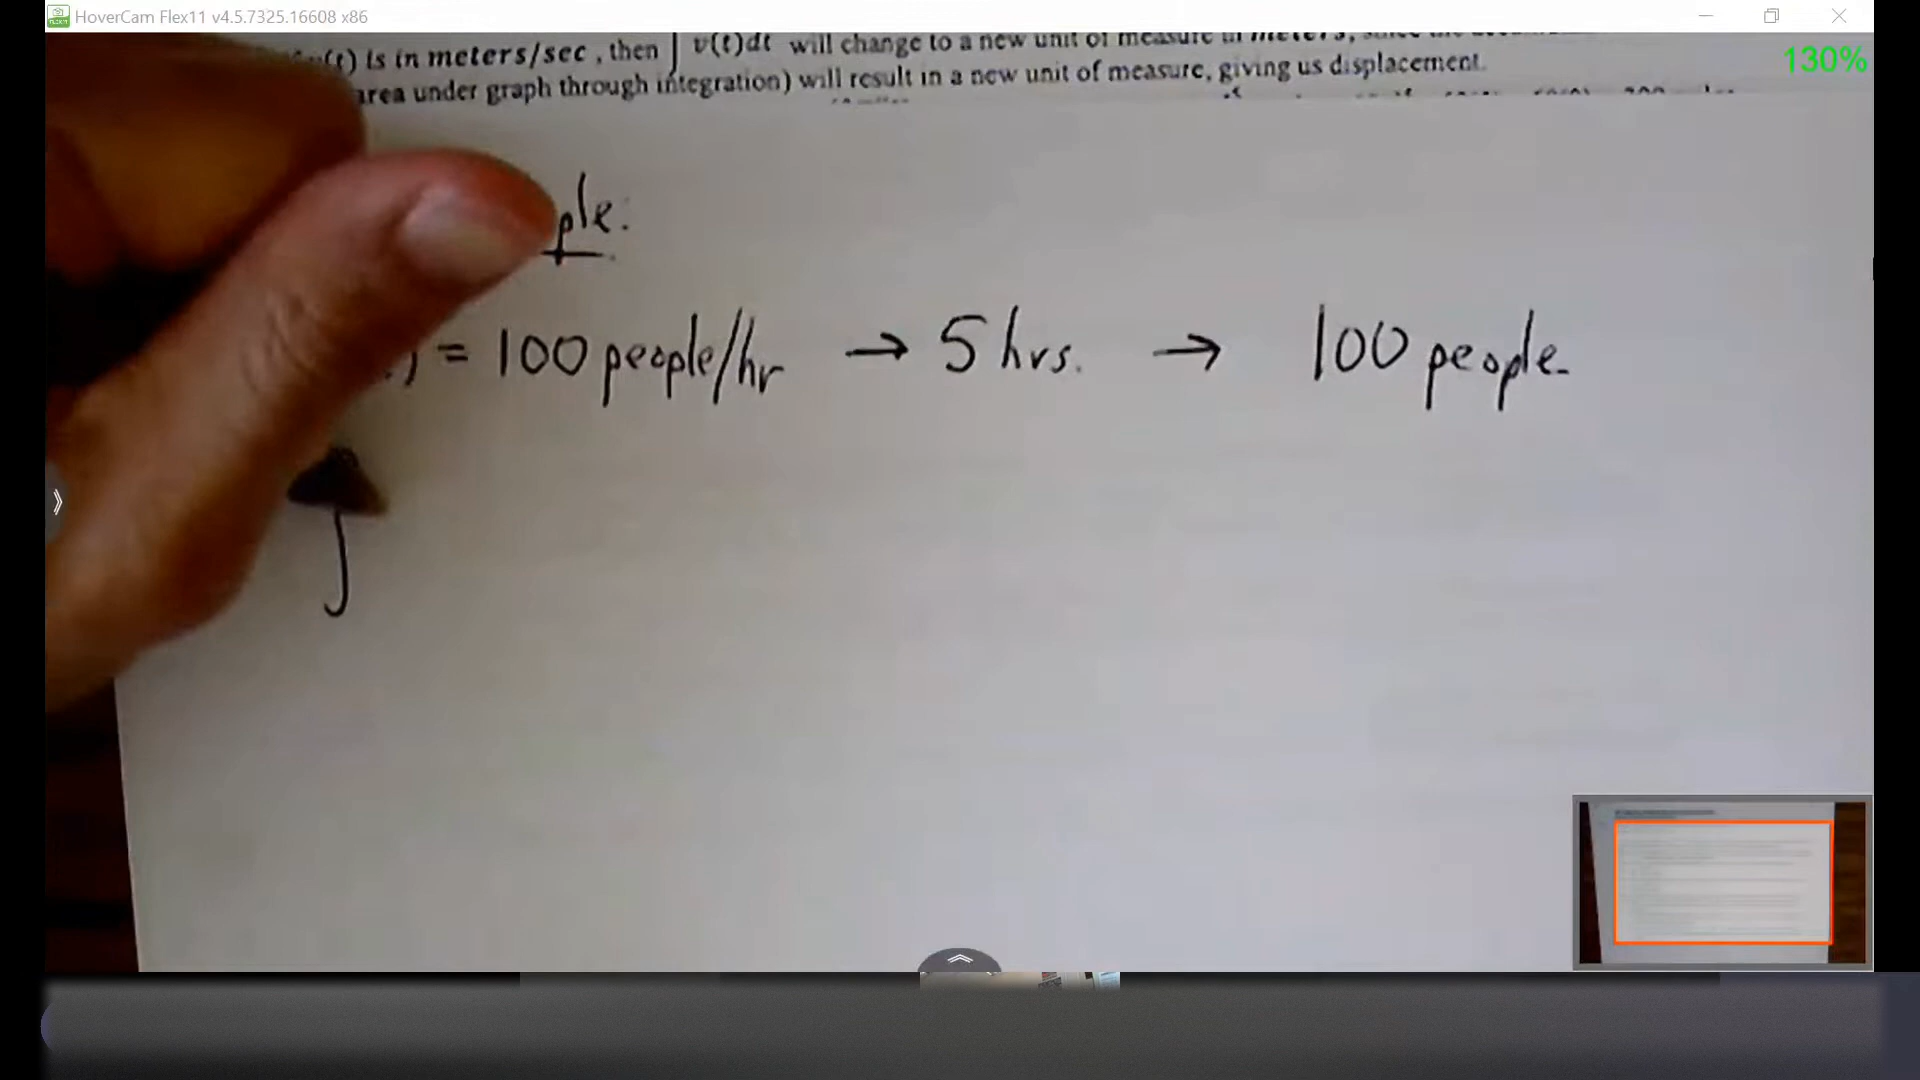 HoverCam Flex11 v4.5.7325.16608 x86
130%
v(t) is in meters/sec , then ∫ v(t)dt will change to a new unit of measure in meters,
area under graph through integration) will result in a new unit of measure, giving us displacement.
ple.
) = 100 people/hr → 5 hrs. → 100 people.
∫